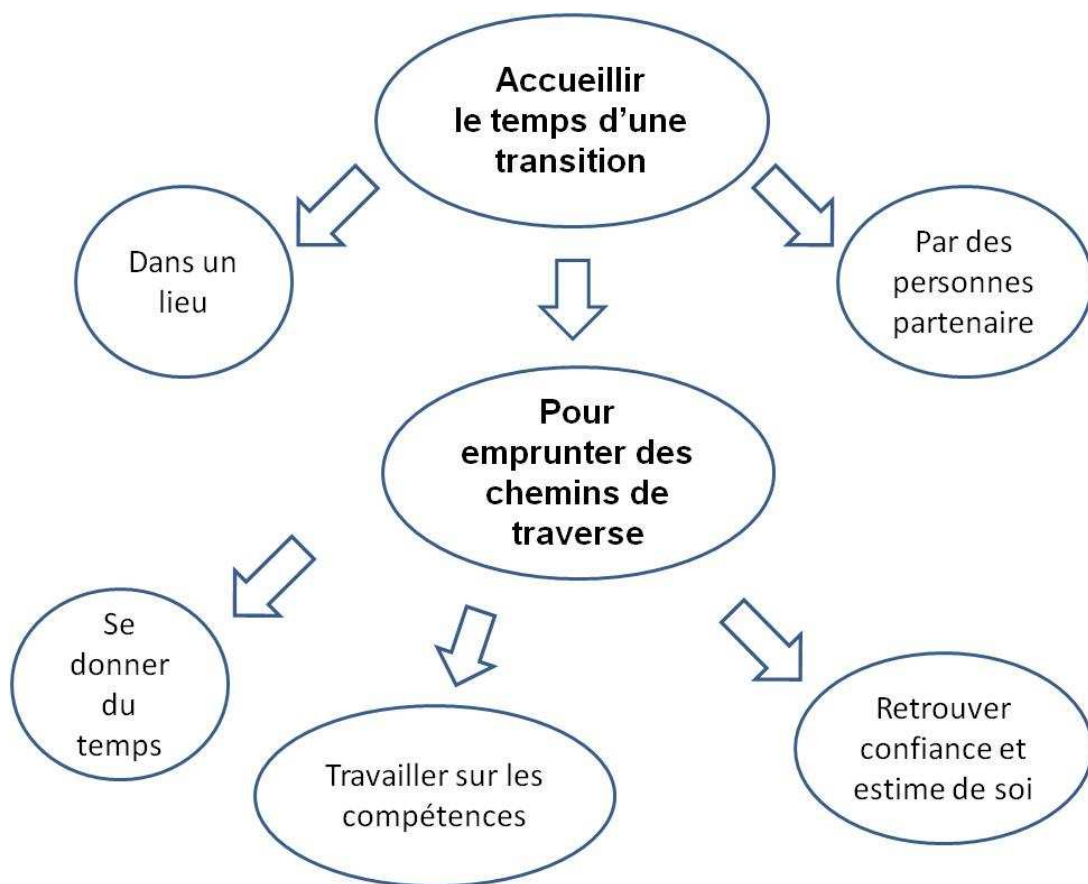 Accueillir
le temps d’une
transition
Dans un
lieu
Par des
personnes
partenaire
Pour
emprunter des
chemins de
traverse
Se
donner
du
temps
Travailler sur les
compétences
Retrouver
confiance et
estime de soi